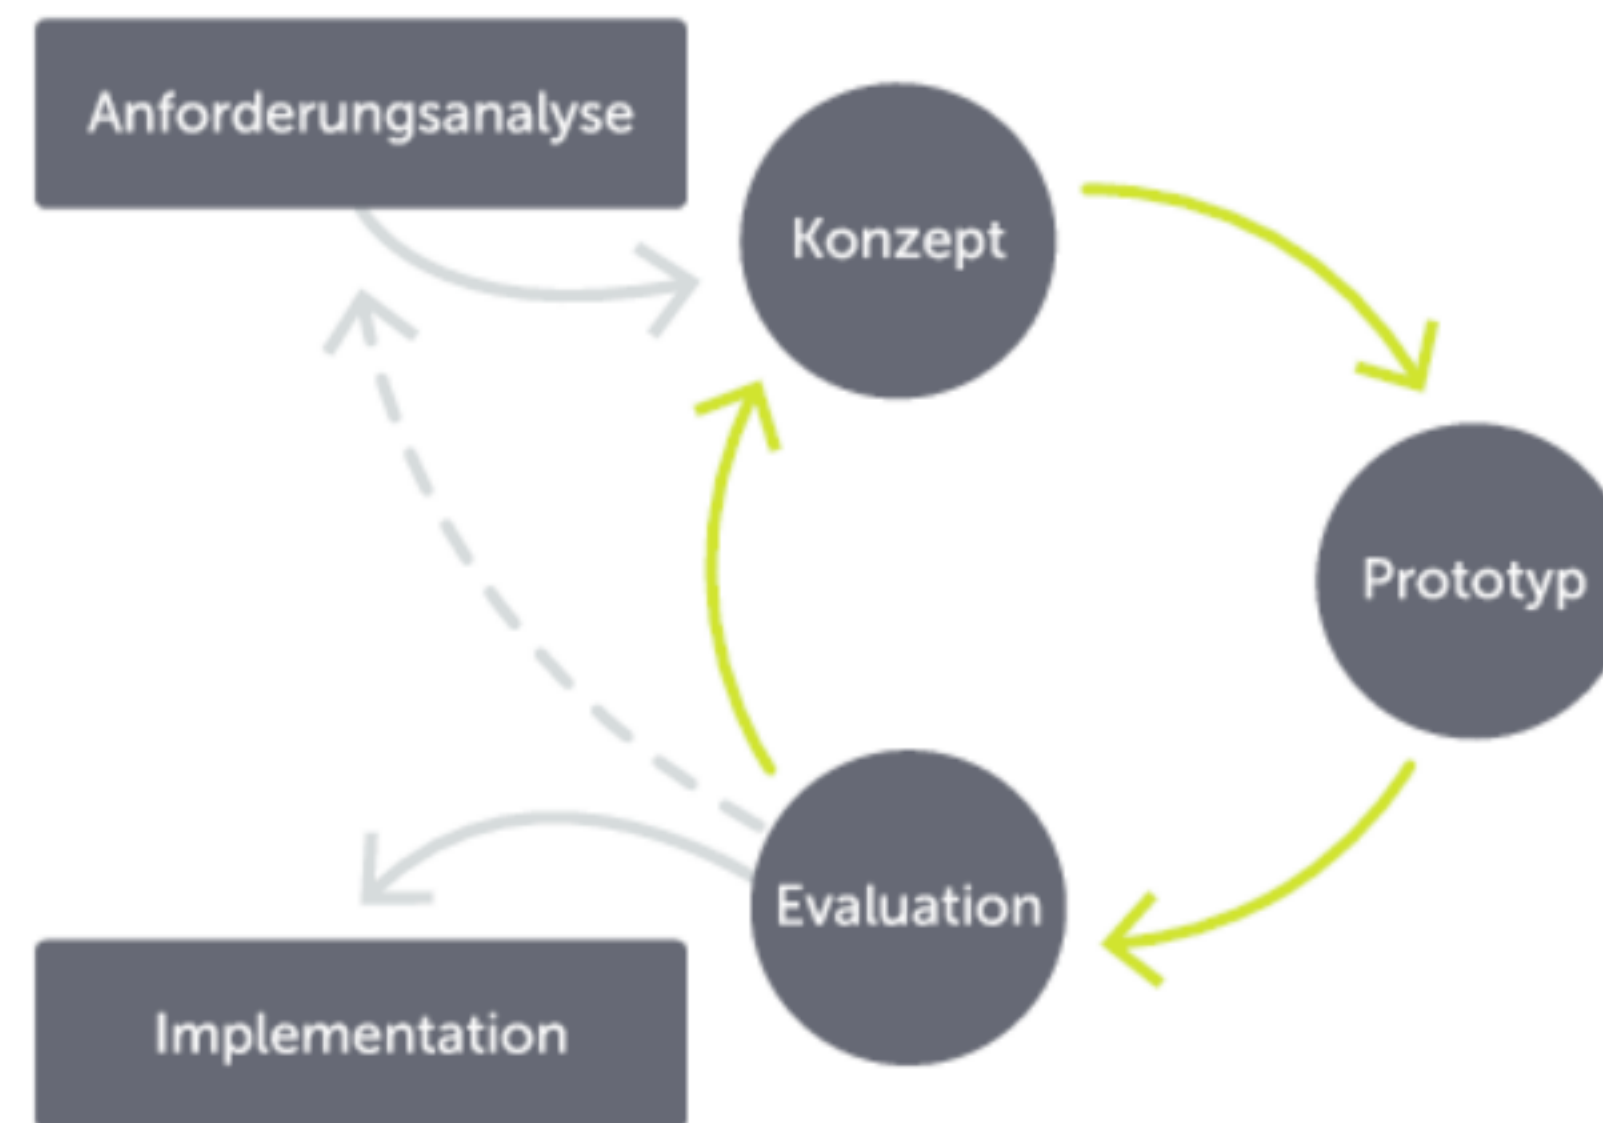 Anforderungsanalyse
Konzept
Prototyp
Evaluation
Implementation